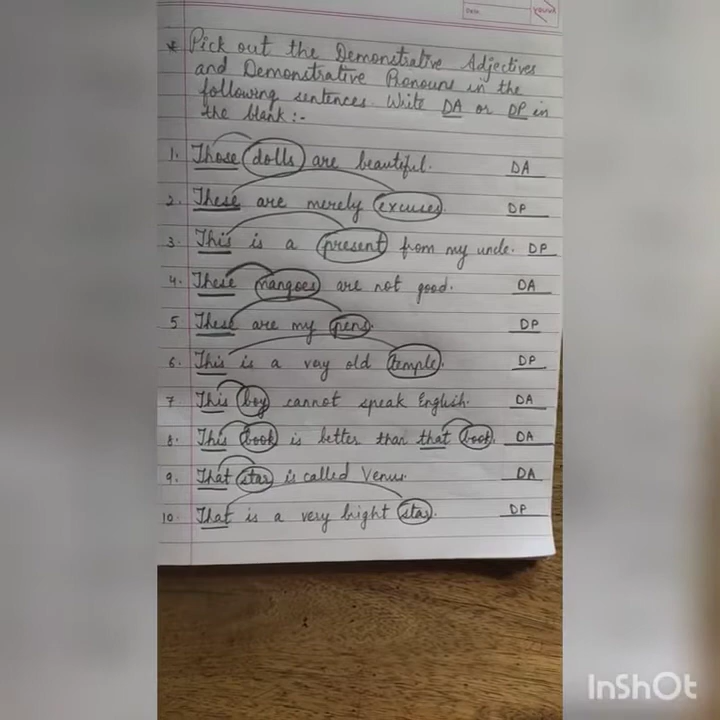 Date:
* Pick out the Demonstrative Adjectives
and Demonstrative Pronouns in the
following sentences. Write DA or DP in
the blank:-
1. Those dolls are beautiful. DA
2. These are merely excuses. DP
3. This is a present from my uncle. DP
4. These mangoes are not good. DA
5 These are my pens. DP
6. This is a very old temple. DP
7 This boy cannot speak English. DA
8. This book is better than that book. DA
9. That star is called Venus. DA
10. That is a very bright star. DP
InShOt